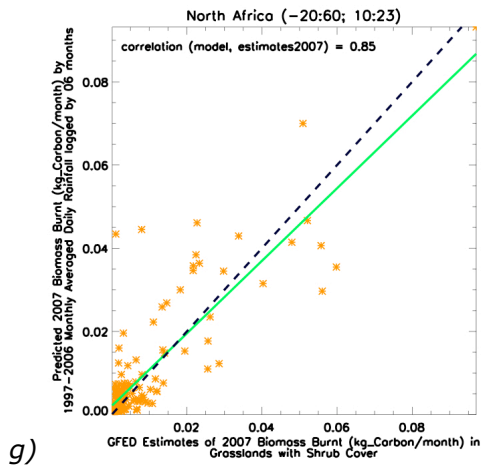 North Africa (-20:60; 10:23)
correlation (model, estimates2007) = 0.85
Predicted 2007 Biomass Burnt (kg_Carbon/month) by
1997-2006 Monthly Averaged Daily Rainfall lagged by 06 months
0.08
0.06
0.04
0.02
0.00
0.02 0.04 0.06 0.08
GFED Estimates of 2007 Biomass Burnt (kg_Carbon/month) in
Grasslands with Shrub Cover
g)